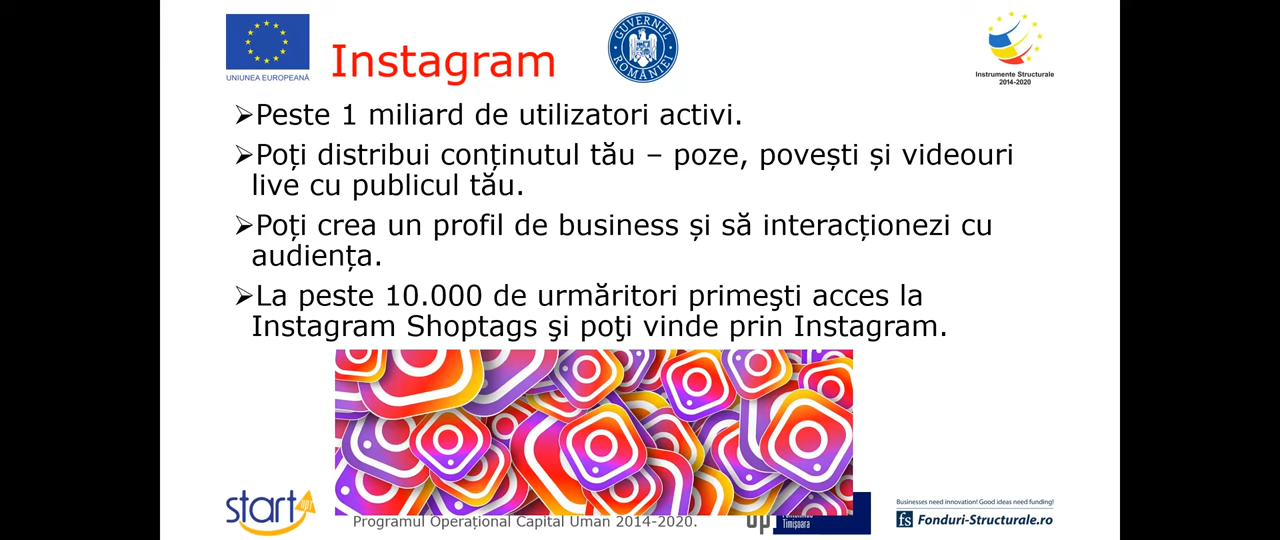 UNIUNEA EUROPEANĂ
Instagram
GUVERNUL ROMÂNIEI
Instrumente Structurale
2014-2020
➢Peste 1 miliard de utilizatori activi.
➢Poți distribui conținutul tău – poze, povești și videouri
live cu publicul tău.
➢Poți crea un profil de business și să interacționezi cu
audiența.
➢La peste 10.000 de urmăritori primeşti acces la
Instagram Shoptags şi poţi vinde prin Instagram.
start up!
Programul Operațional Capital Uman 2014-2020.
up
Timișoara
Businesses need innovation! Good ideas need funding!
fs Fonduri-Structurale.ro